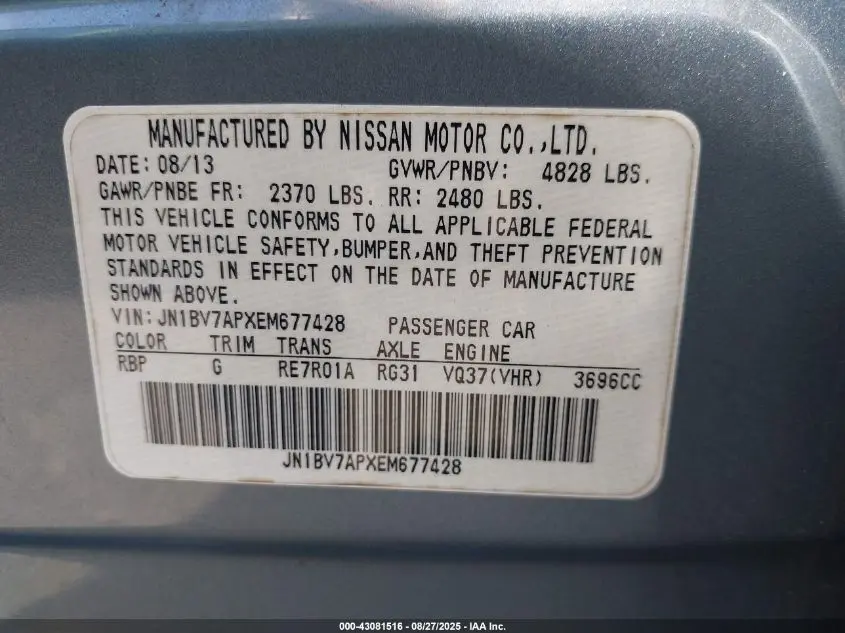 MANUFACTURED BY NISSAN MOTOR CO.,LTD.
DATE: 08/13 GVWR/PNBV: 4828 LBS.
GAWR/PNBE FR: 2370 LBS. RR: 2480 LBS.
THIS VEHICLE CONFORMS TO ALL APPLICABLE FEDERAL
MOTOR VEHICLE SAFETY,BUMPER,AND THEFT PREVENTION
STANDARDS IN EFFECT ON THE DATE OF MANUFACTURE
SHOWN ABOVE.
VIN: JN1BV7APXEM677428 PASSENGER CAR
COLOR TRIM TRANS AXLE ENGINE
RBP G RE7R01A RG31 VQ37(VHR) 3696CC
JN1BV7APXEM677428
000-43081516 - 08/27/2025 - IAA Inc.